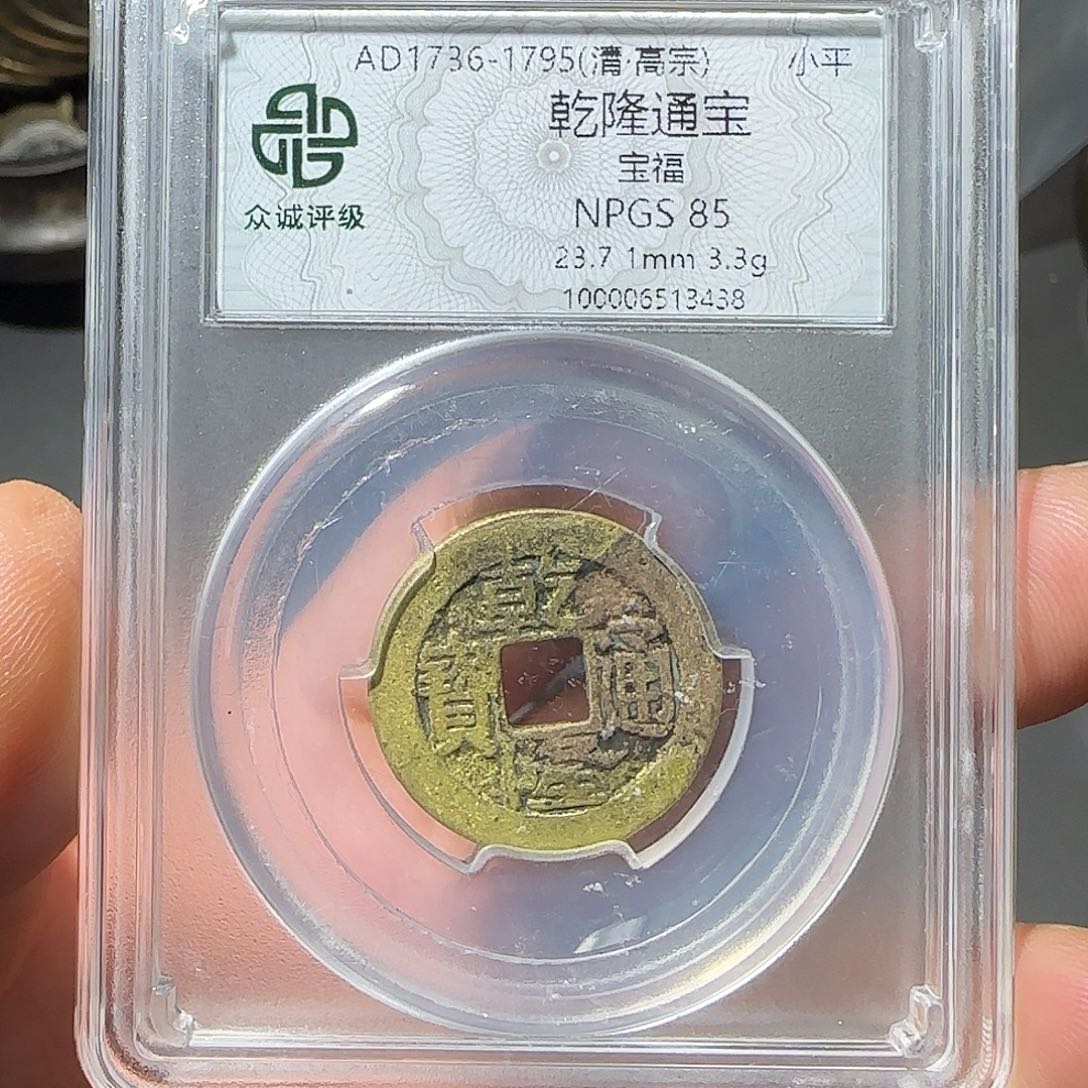 AD1736-1795(清·高宗) 小平
乾隆通宝
宝福
NPGS 85
23.7 1mm 3.3g
100006513438
众诚评级
乾隆通寶